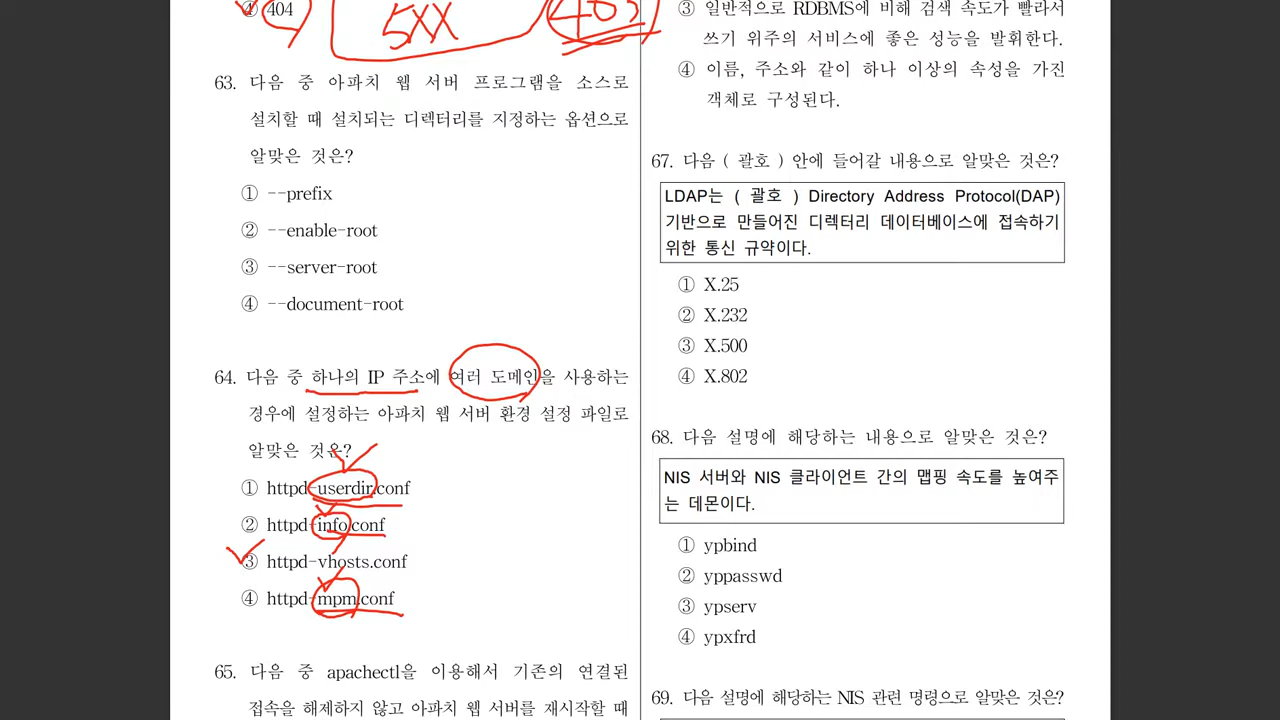 ④ 404
5XX
403
63. 다음 중 아파치 웹 서버 프로그램을 소스로
설치할 때 설치되는 디렉터리를 지정하는 옵션으로
알맞은 것은?
① --prefix
② --enable-root
③ --server-root
④ --document-root
64. 다음 중 하나의 IP 주소에 여러 도메인을 사용하는
경우에 설정하는 아파치 웹 서버 환경 설정 파일로
알맞은 것은?
① httpd-userdir.conf
② httpd-info.conf
③ httpd-vhosts.conf
④ httpd-mpm.conf
65. 다음 중 apachectl을 이용해서 기존의 연결된
접속을 해제하지 않고 아파치 웹 서버를 재시작할 때
③ 일반적으로 RDBMS에 비해 검색 속도가 빨라서
쓰기 위주의 서비스에 좋은 성능을 발휘한다.
④ 이름, 주소와 같이 하나 이상의 속성을 가진
객체로 구성된다.
67. 다음 ( 괄호 ) 안에 들어갈 내용으로 알맞은 것은?
LDAP는 ( 괄호 ) Directory Address Protocol(DAP)
기반으로 만들어진 디렉터리 데이터베이스에 접속하기
위한 통신 규약이다.
① X.25
② X.232
③ X.500
④ X.802
68. 다음 설명에 해당하는 내용으로 알맞은 것은?
NIS 서버와 NIS 클라이언트 간의 맵핑 속도를 높여주
는 데몬이다.
① ypbind
② yppasswd
③ ypserv
④ ypxfrd
69. 다음 설명에 해당하는 NIS 관련 명령으로 알맞은 것은?